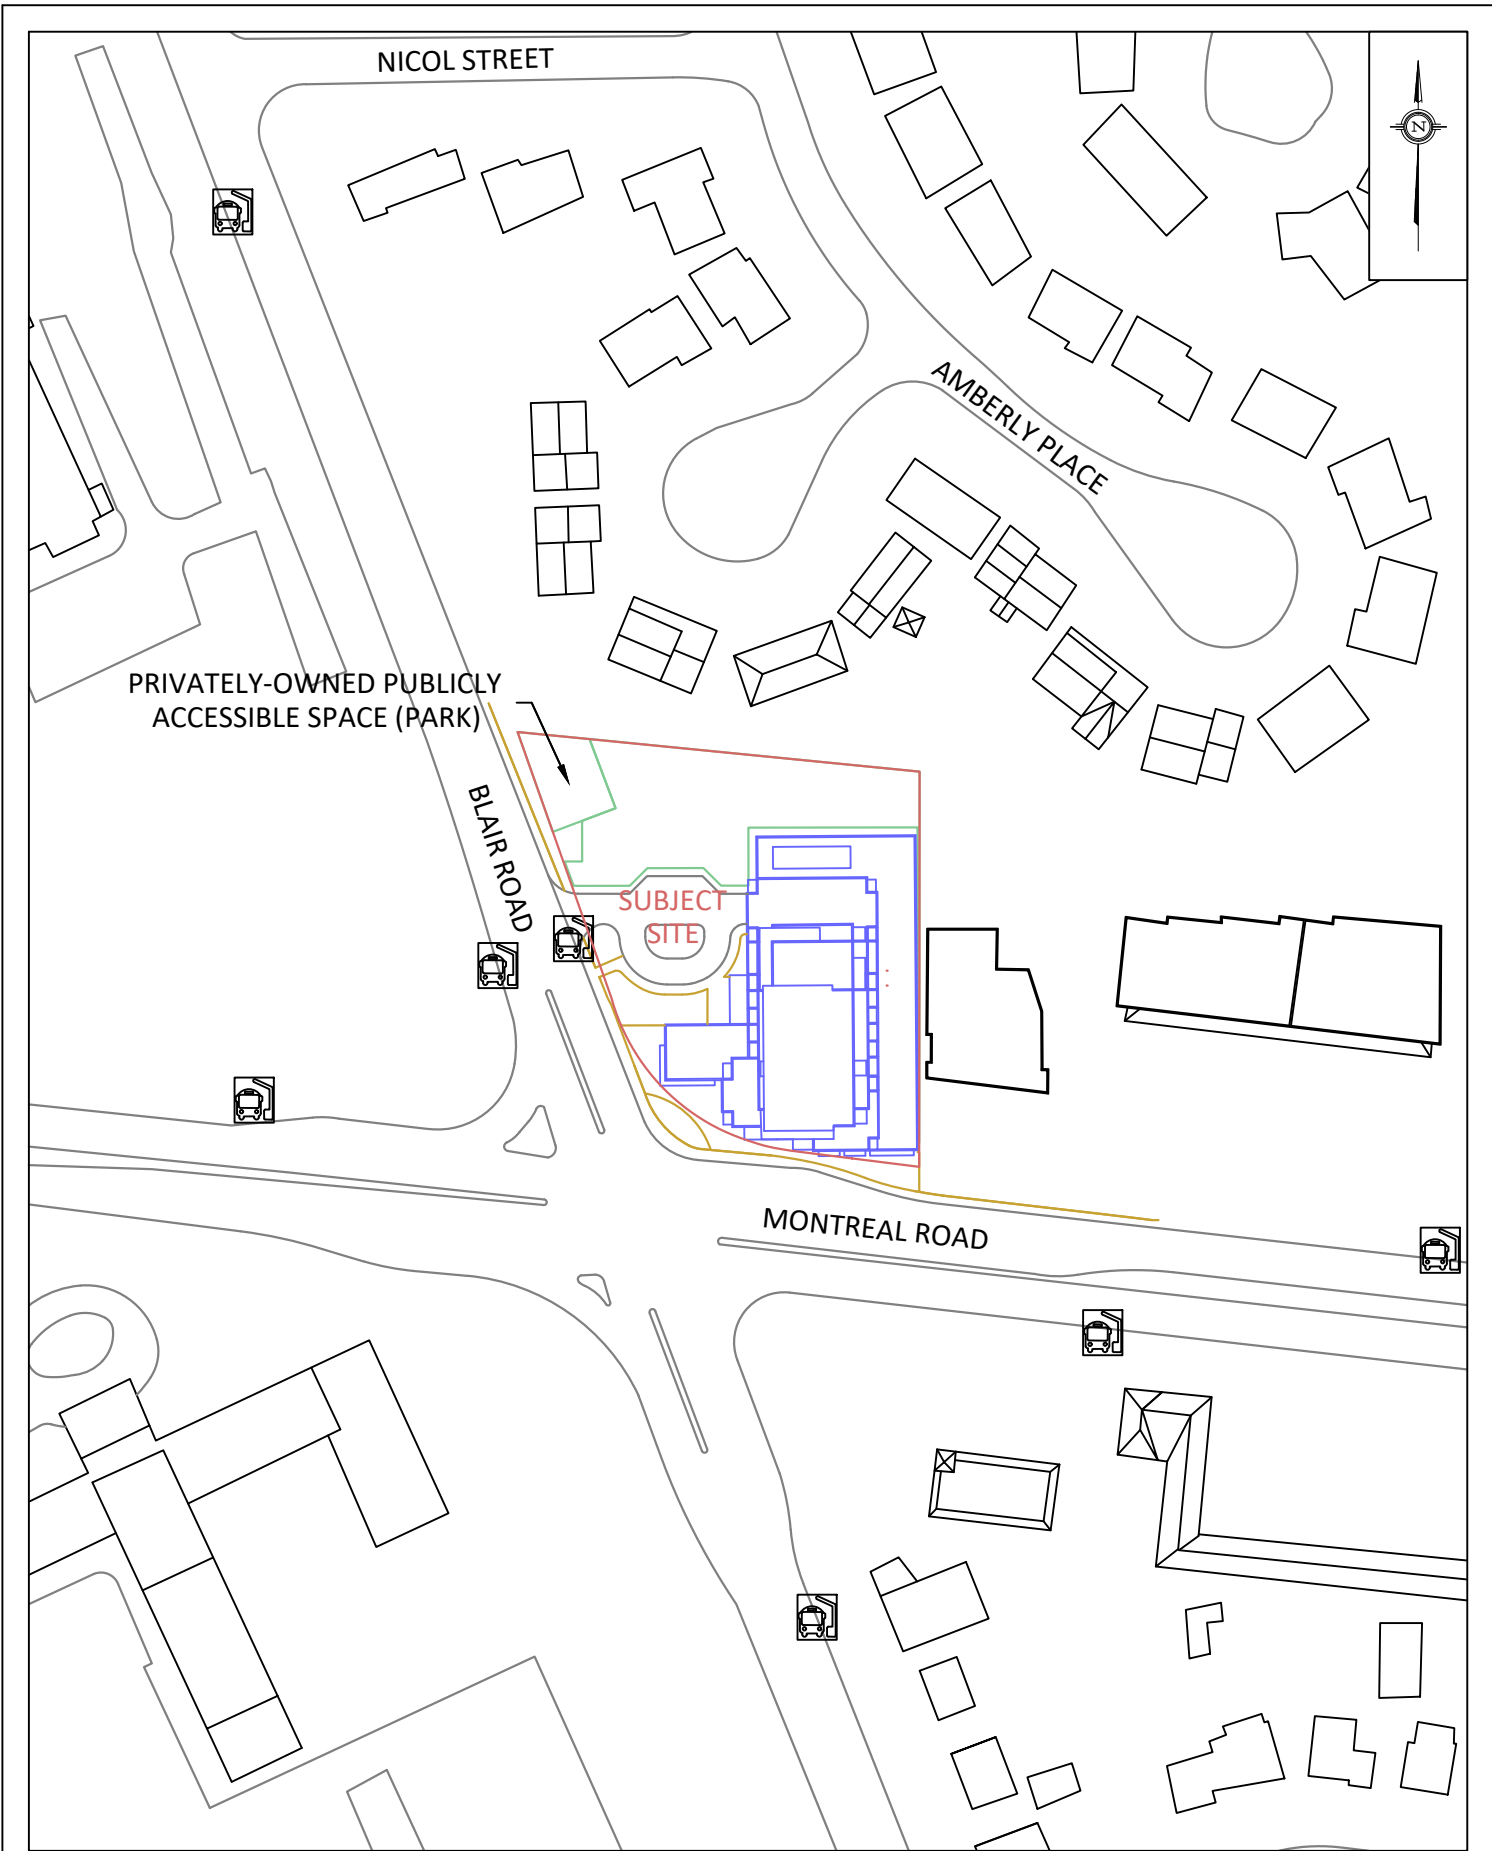 NICOL STREET
N
AMBERLY PLACE
PRIVATELY-OWNED PUBLICLY
ACCESSIBLE SPACE (PARK)
BLAIR ROAD
SUBJECT
SITE
MONTREAL ROAD